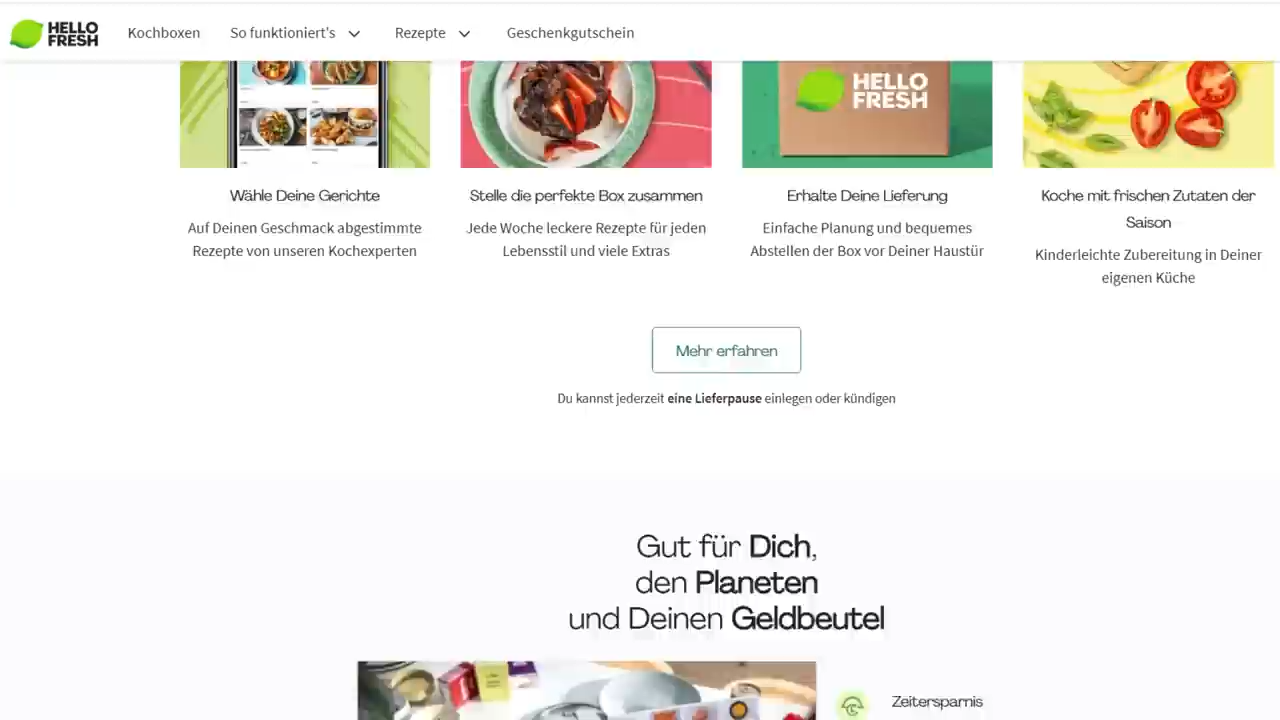 HELLO
FRESH
Kochboxen
So funktioniert's
Rezepte
Geschenkgutschein
HELLO
FRESH
Wähle Deine Gerichte
Auf Deinen Geschmack abgestimmte
Rezepte von unseren Kochexperten
Stelle die perfekte Box zusammen
Jede Woche leckere Rezepte für jeden
Lebensstil und viele Extras
Erhalte Deine Lieferung
Einfache Planung und bequemes
Abstellen der Box vor Deiner Haustür
Koche mit frischen Zutaten der
Saison
Kinderleichte Zubereitung in Deiner
eigenen Küche
Mehr erfahren
Du kannst jederzeit eine Lieferpause einlegen oder kündigen
Gut für Dich,
den Planeten
und Deinen Geldbeutel
Zeitersparnis